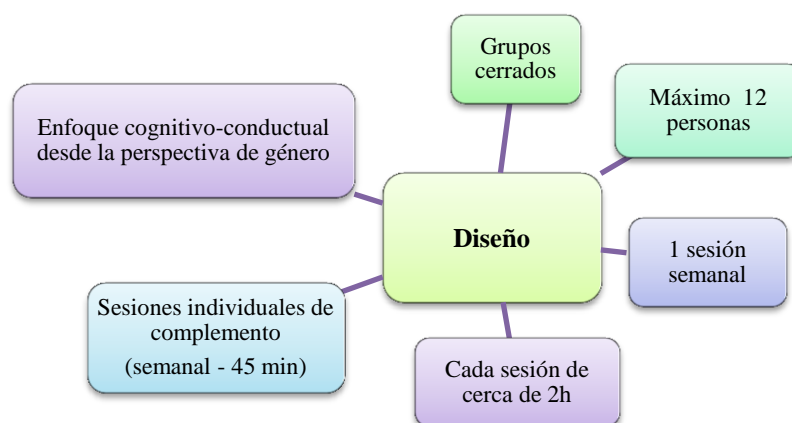 Grupos
cerrados
Máximo 12
personas
Enfoque cognitivo-conductual
desde la perspectiva de género
Diseño
1 sesión
semanal
Sesiones individuales de
complemento
(semanal - 45 min)
Cada sesión de
cerca de 2h